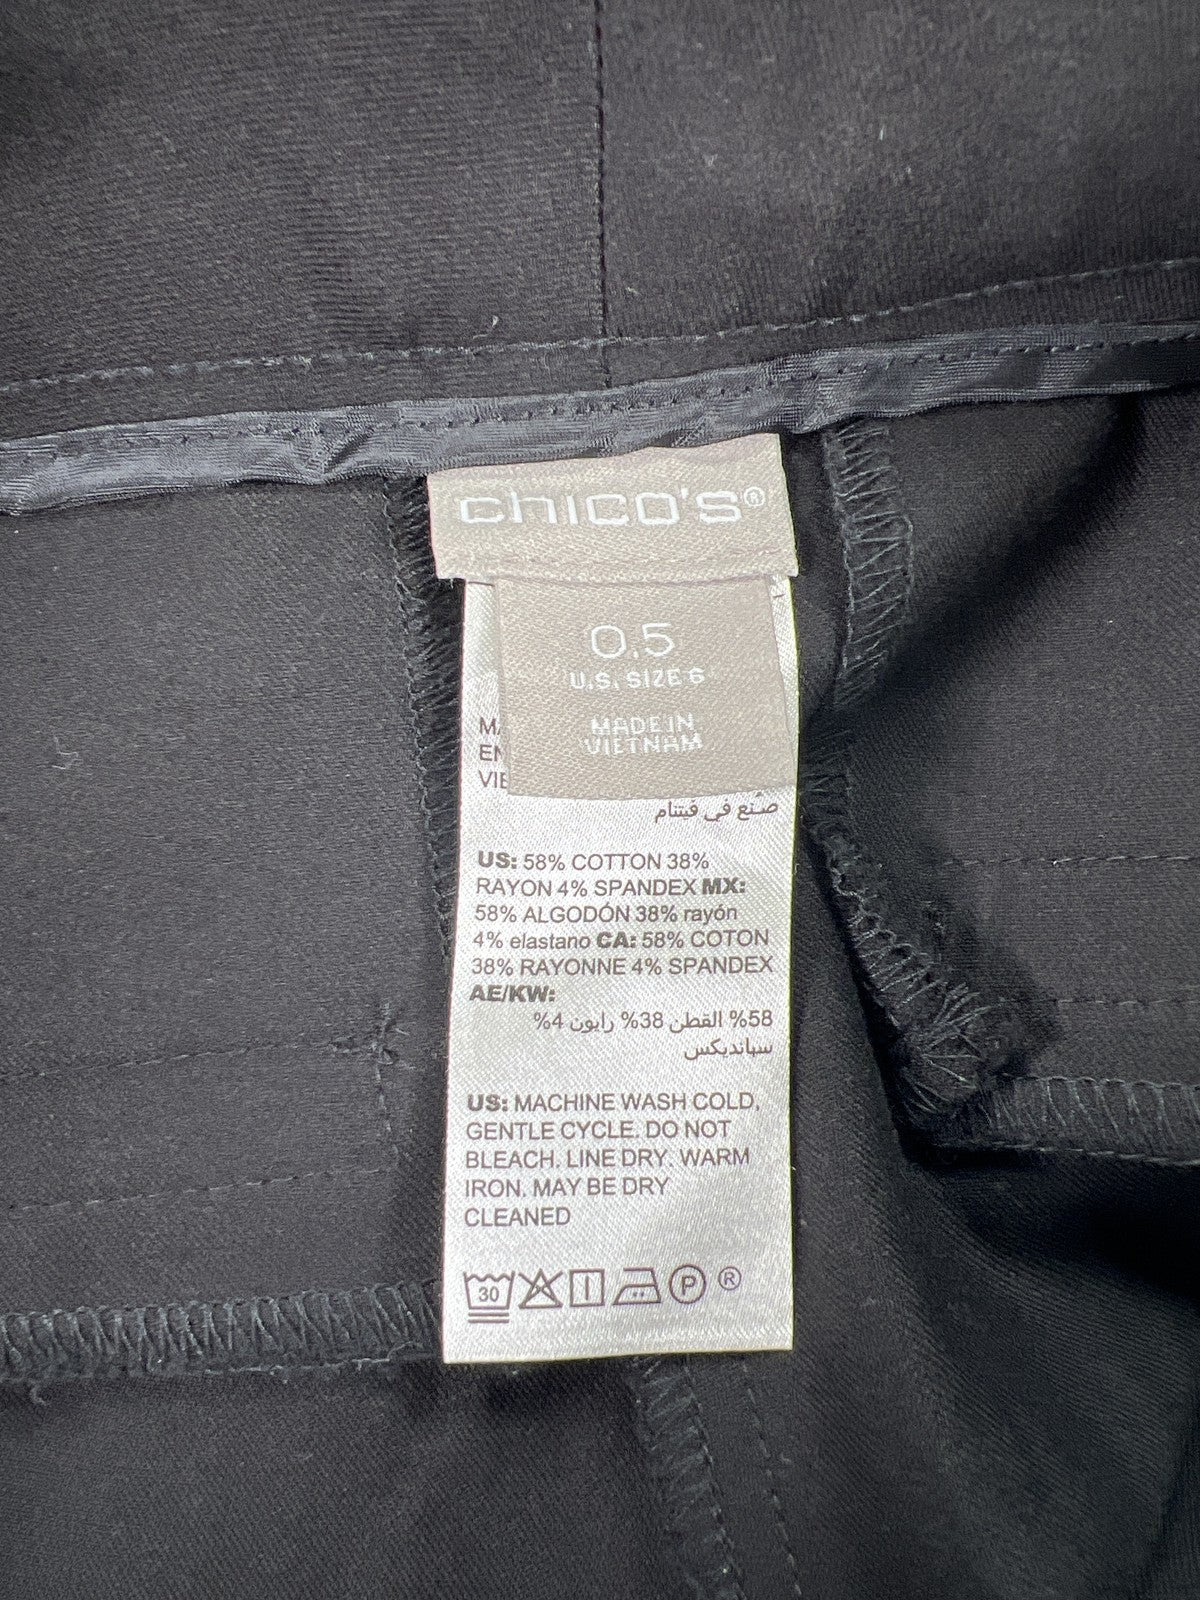 chico's®
0.5
U.S. SIZE 6
MADE IN
VIETNAM
صنع في فيتنام
US: 58% COTTON 38%
RAYON 4% SPANDEX MX:
58% ALGODÓN 38% rayón
4% elastano CA: 58% COTON
38% RAYONNE 4% SPANDEX
AE/KW:
58% القطن 38% رايون 4%
سباندیکس
US: MACHINE WASH COLD,
GENTLE CYCLE. DO NOT
BLEACH. LINE DRY. WARM
IRON. MAY BE DRY
CLEANED
30 P ®